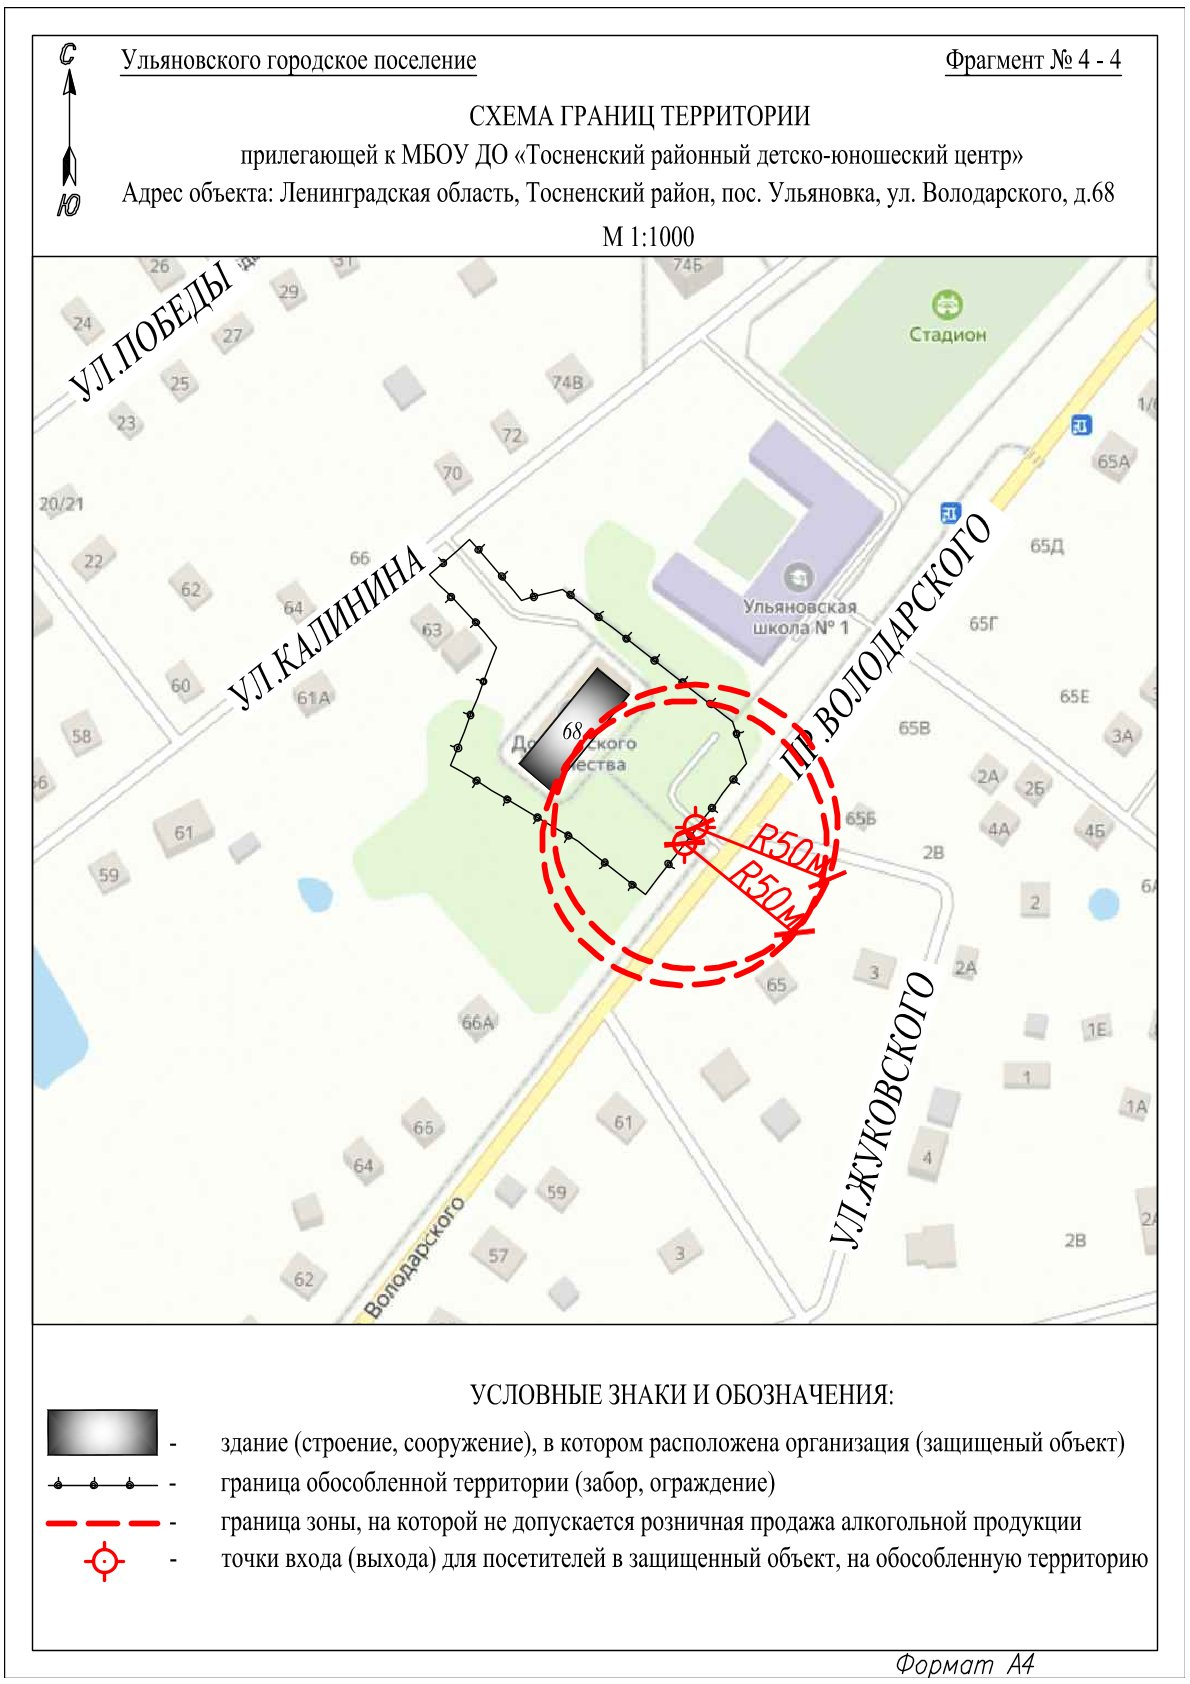 С
Ю
Ульяновского городское поселение
Фрагмент № 4 - 4
СХЕМА ГРАНИЦ ТЕРРИТОРИИ
прилегающей к МБОУ ДО «Тосненский районный детско-юношеский центр»
Адрес объекта: Ленинградская область, Тосненский район, пос. Ульяновка, ул. Володарского, д.68
М 1:1000
26
31
74Б
29
24
УЛ.ПОБЕДЫ
27
Стадион
25
74В
23
72
65А
70
20/21
66
65Д
22
62
64
УЛ.КАЛИНИНА
63
Ульяновская
школа № 1
65Г
60
61А
ПР.ВОЛОДАРСКОГО
65Е
58
68
65В
3А
2А
2Б
61
65Б
4А
4Б
59
2В
R50м
R50м
6А
2
3
2А
65
66А
1Е
УЛ.ЖУКОВСКОГО
1
1А
66
61
64
4
59
Володарского
57
3
2В
62
УСЛОВНЫЕ ЗНАКИ И ОБОЗНАЧЕНИЯ:
- здание (строение, сооружение), в котором расположена организация (защищеный объект)
- граница обособленной территории (забор, ограждение)
- граница зоны, на которой не допускается розничная продажа алкогольной продукции
- точки входа (выхода) для посетителей в защищенный объект, на обособленную территорию
Формат А4